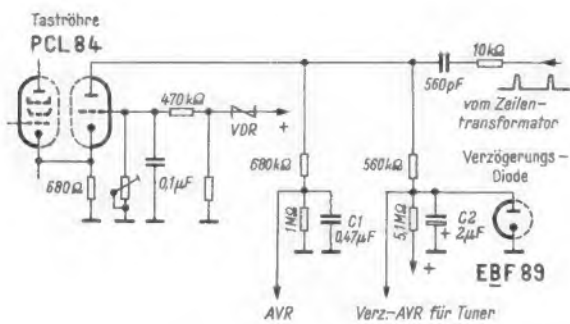 Taströhre
PCL 84
560pF
10kΩ
vom Zeilen-
transformator
470kΩ
VDR
+
680Ω
0,1µF
680kΩ
560kΩ
Verzögerungs-
Diode
1MΩ
C1
0,47µF
5,1MΩ
+
C2
2µF
+
EBF 89
AVR
Verz.-AVR für Tuner